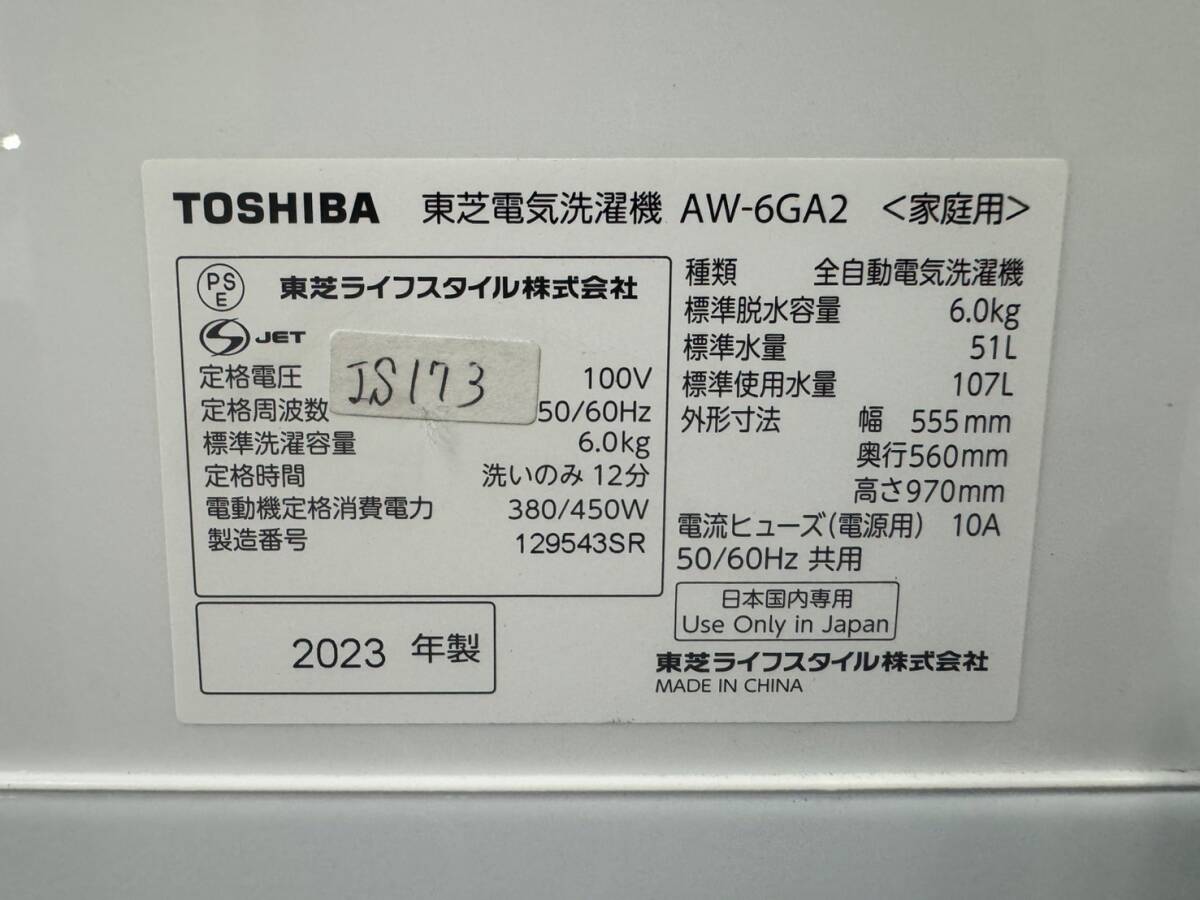 TOSHIBA 東芝電気洗濯機 AW-6GA2 <家庭用>
PSE 東芝ライフスタイル株式会社
S JET
JS173
定格電圧 100V
定格周波数 50/60Hz
標準洗濯容量 6.0kg
定格時間 洗いのみ 12分
電動機定格消費電力 380/450W
製造番号 129543SR
2023 年製
種類 全自動電気洗濯機
標準脱水容量 6.0kg
標準水量 51L
標準使用水量 107L
外形寸法 幅 555mm
奥行560mm
高さ970mm
電流ヒューズ(電源用) 10A
50/60Hz 共用
日本国内専用
Use Only in Japan
東芝ライフスタイル株式会社
MADE IN CHINA